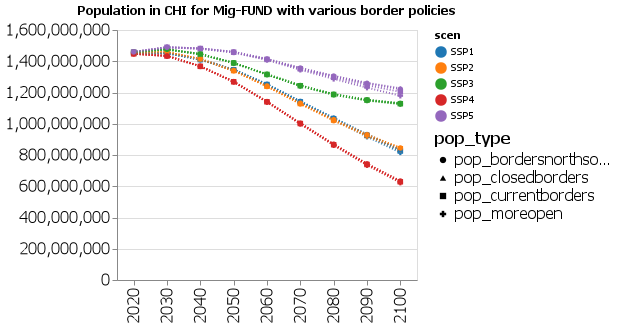 Population in CHI for Mig-FUND with various border policies
1,600,000,000
1,400,000,000
1,200,000,000
1,000,000,000
800,000,000
600,000,000
400,000,000
200,000,000
0
2020
2030
2040
2050
2060
2070
2080
2090
2100
scen
SSP1
SSP2
SSP3
SSP4
SSP5
pop_type
pop_bordersnorthso...
pop_closedborders
pop_currentborders
pop_moreopen